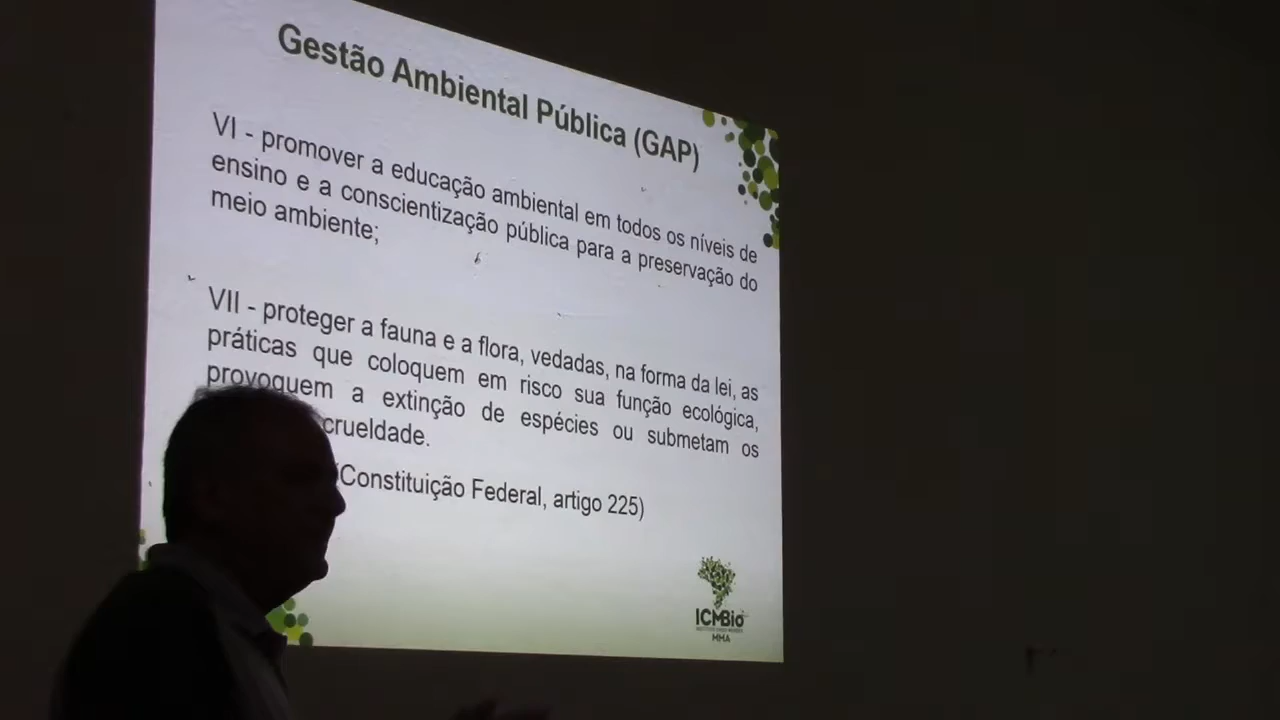 Gestão Ambiental Pública (GAP)
VI - promover a educação ambiental em todos os níveis de
ensino e a conscientização pública para a preservação do
meio ambiente;
VII - proteger a fauna e a flora, vedadas, na forma da lei, as
práticas que coloquem em risco sua função ecológica,
provoquem a extinção de espécies ou submetam os
crueldade.
(Constituição Federal, artigo 225)
ICMBio
MMA